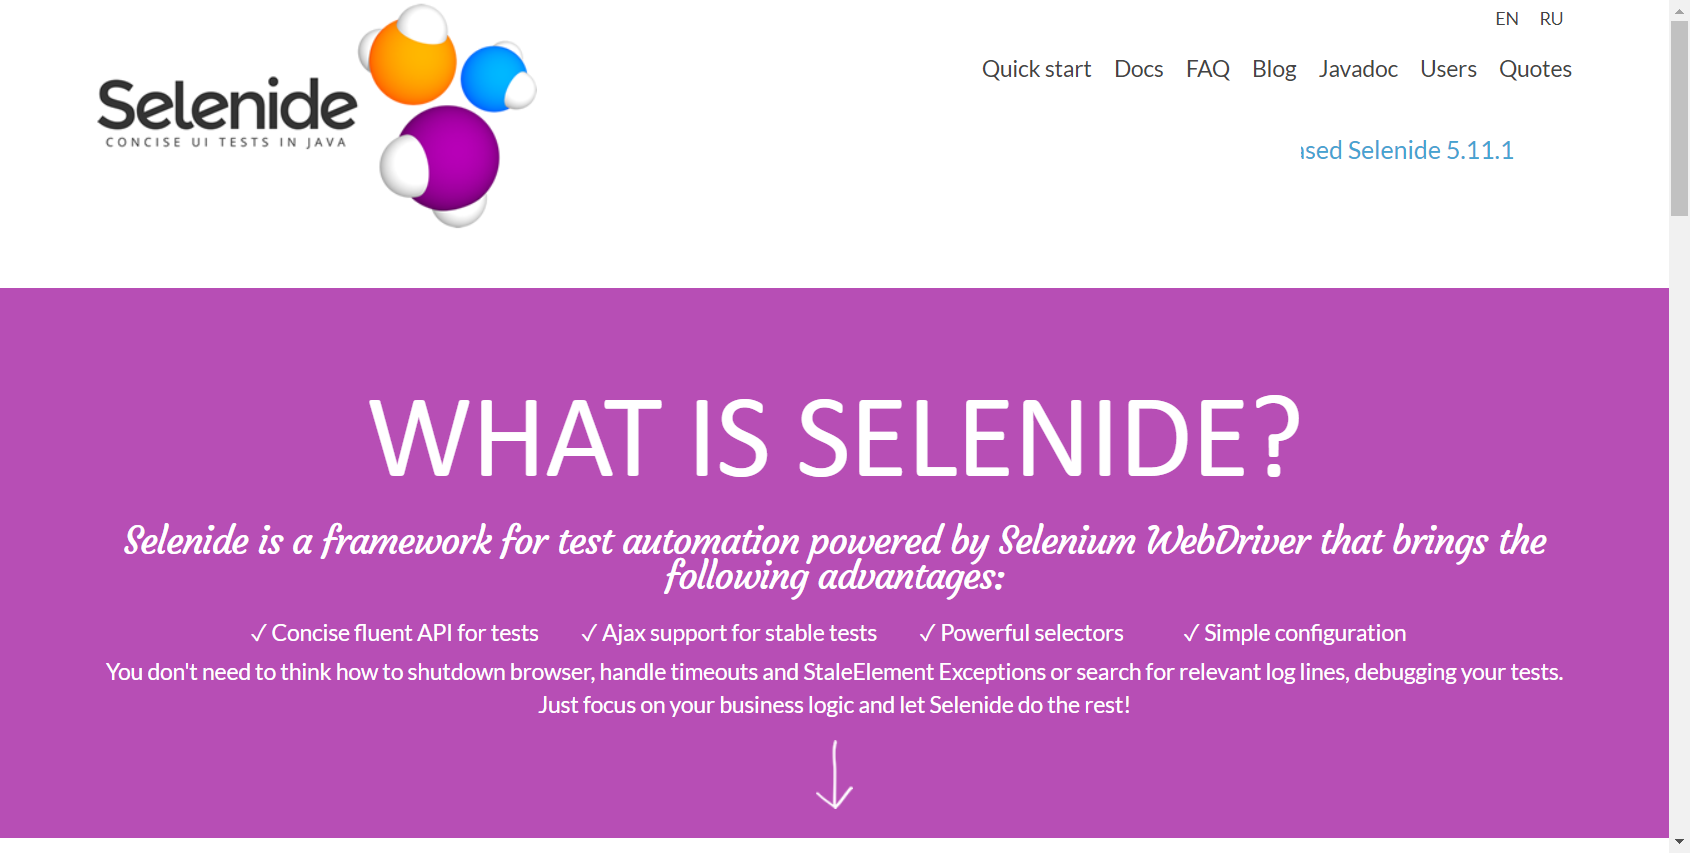 EN RU
Selenide
CONCISE UI TESTS IN JAVA
Quick start Docs FAQ Blog Javadoc Users Quotes
ased Selenide 5.11.1
WHAT IS SELENIDE?
Selenide is a framework for test automation powered by Selenium WebDriver that brings the
following advantages:
✓ Concise fluent API for tests ✓ Ajax support for stable tests ✓ Powerful selectors ✓ Simple configuration
You don't need to think how to shutdown browser, handle timeouts and StaleElement Exceptions or search for relevant log lines, debugging your tests.
Just focus on your business logic and let Selenide do the rest!